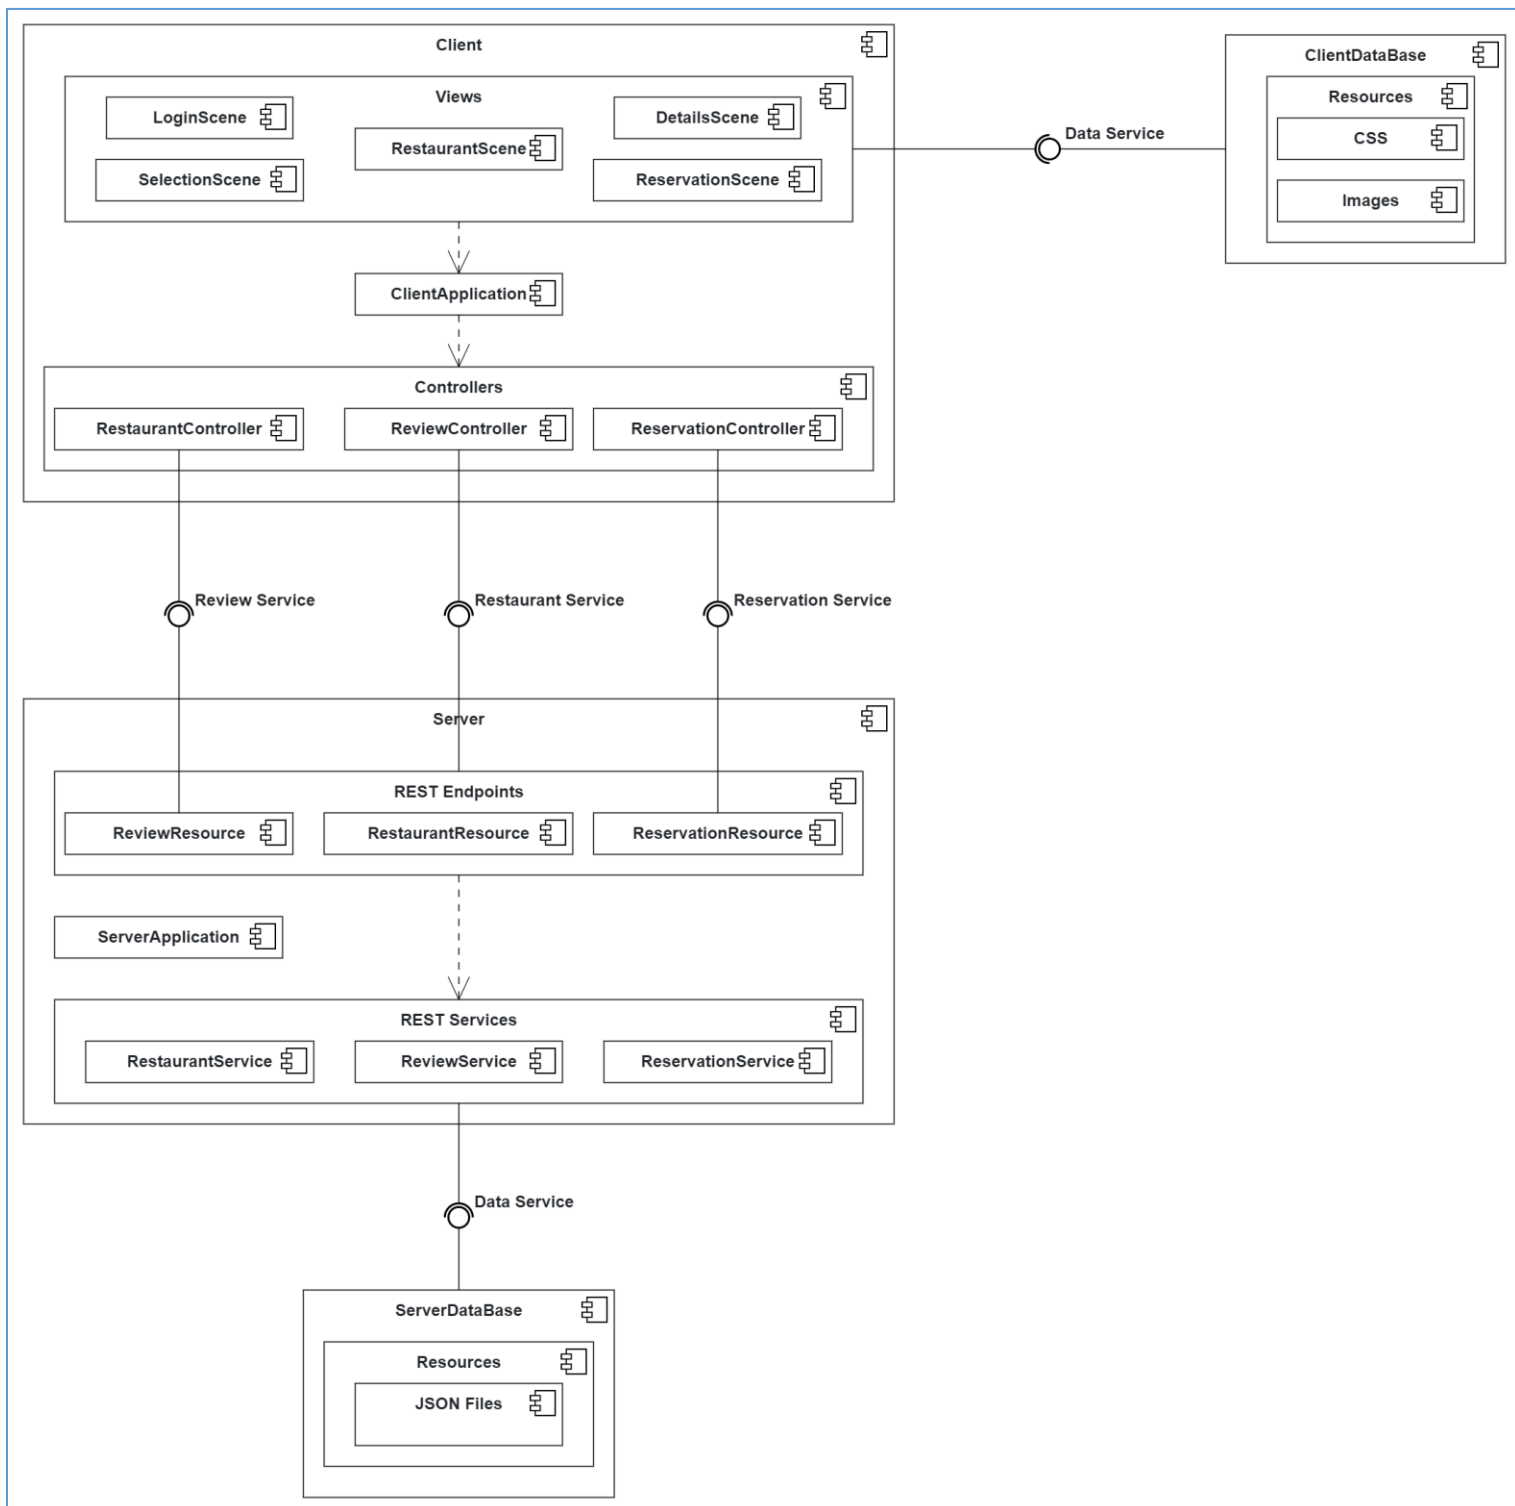 Client
ClientDataBase
Views
Resources
LoginScene
DetailsScene
CSS
RestaurantScene
Data Service
SelectionScene
ReservationScene
Images
ClientApplication
Controllers
RestaurantController
ReviewController
ReservationController
Review Service
Restaurant Service
Reservation Service
Server
REST Endpoints
ReviewResource
RestaurantResource
ReservationResource
ServerApplication
REST Services
RestaurantService
ReviewService
ReservationService
Data Service
ServerDataBase
Resources
JSON Files